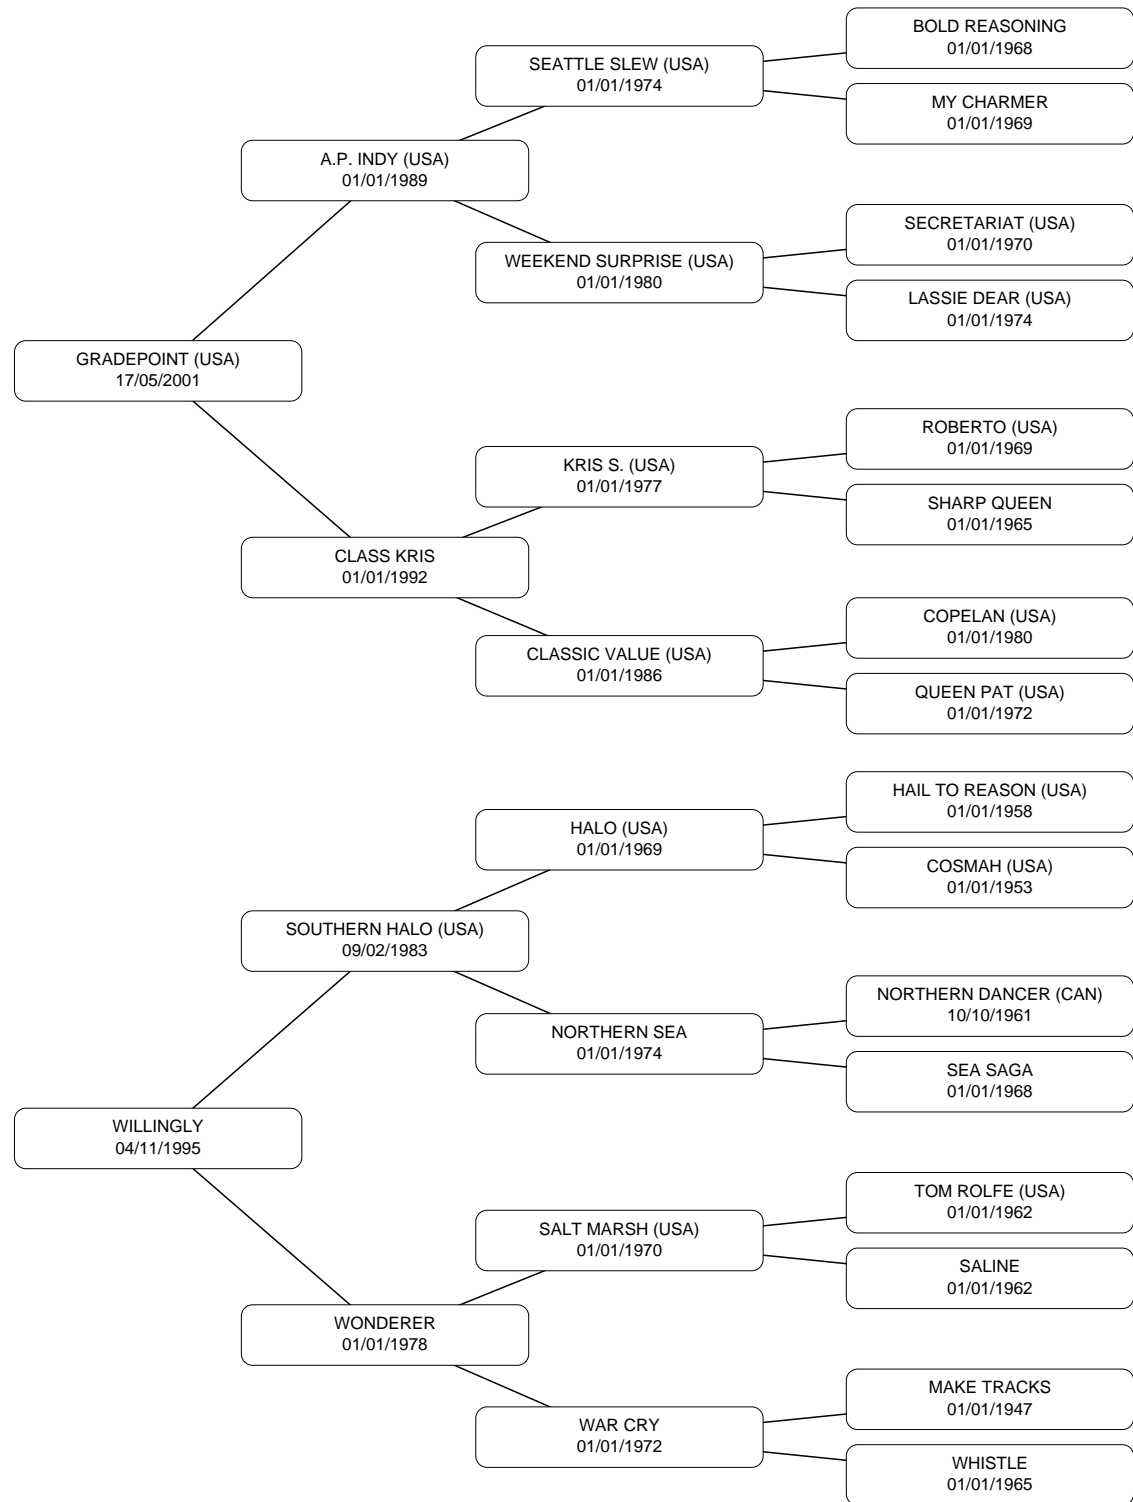 BOLD REASONING
01/01/1968
SEATTLE SLEW (USA)
01/01/1974
MY CHARMER
01/01/1969
A.P. INDY (USA)
01/01/1989
SECRETARIAT (USA)
01/01/1970
WEEKEND SURPRISE (USA)
01/01/1980
LASSIE DEAR (USA)
01/01/1974
GRADEPOINT (USA)
17/05/2001
ROBERTO (USA)
01/01/1969
KRIS S. (USA)
01/01/1977
SHARP QUEEN
01/01/1965
CLASS KRIS
01/01/1992
COPELAN (USA)
01/01/1980
CLASSIC VALUE (USA)
01/01/1986
QUEEN PAT (USA)
01/01/1972
HAIL TO REASON (USA)
01/01/1958
HALO (USA)
01/01/1969
COSMAH (USA)
01/01/1953
SOUTHERN HALO (USA)
09/02/1983
NORTHERN DANCER (CAN)
10/10/1961
NORTHERN SEA
01/01/1974
SEA SAGA
01/01/1968
WILLINGLY
04/11/1995
TOM ROLFE (USA)
01/01/1962
SALT MARSH (USA)
01/01/1970
SALINE
01/01/1962
WONDERER
01/01/1978
MAKE TRACKS
01/01/1947
WAR CRY
01/01/1972
WHISTLE
01/01/1965